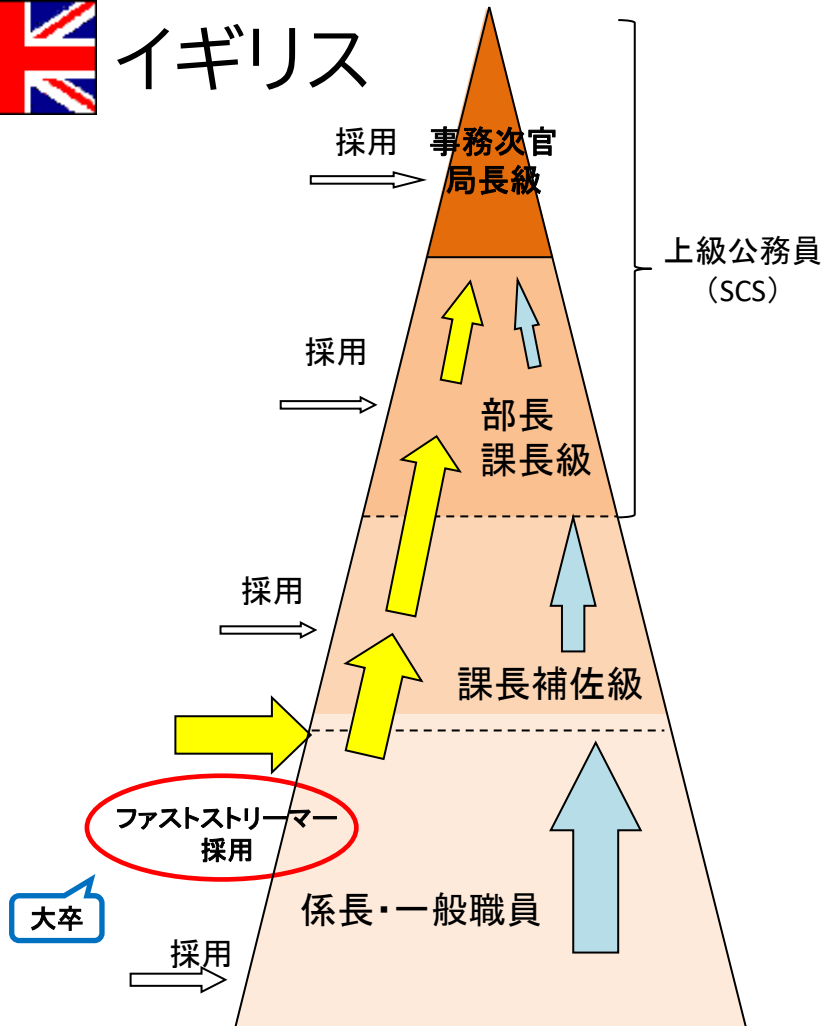 イギリス
採用
事務次官
局長級
上級公務員
（SCS）
採用
部長
課長級
採用
課長補佐級
ファストストリーマー
採用
大卒
係長・一般職員
採用